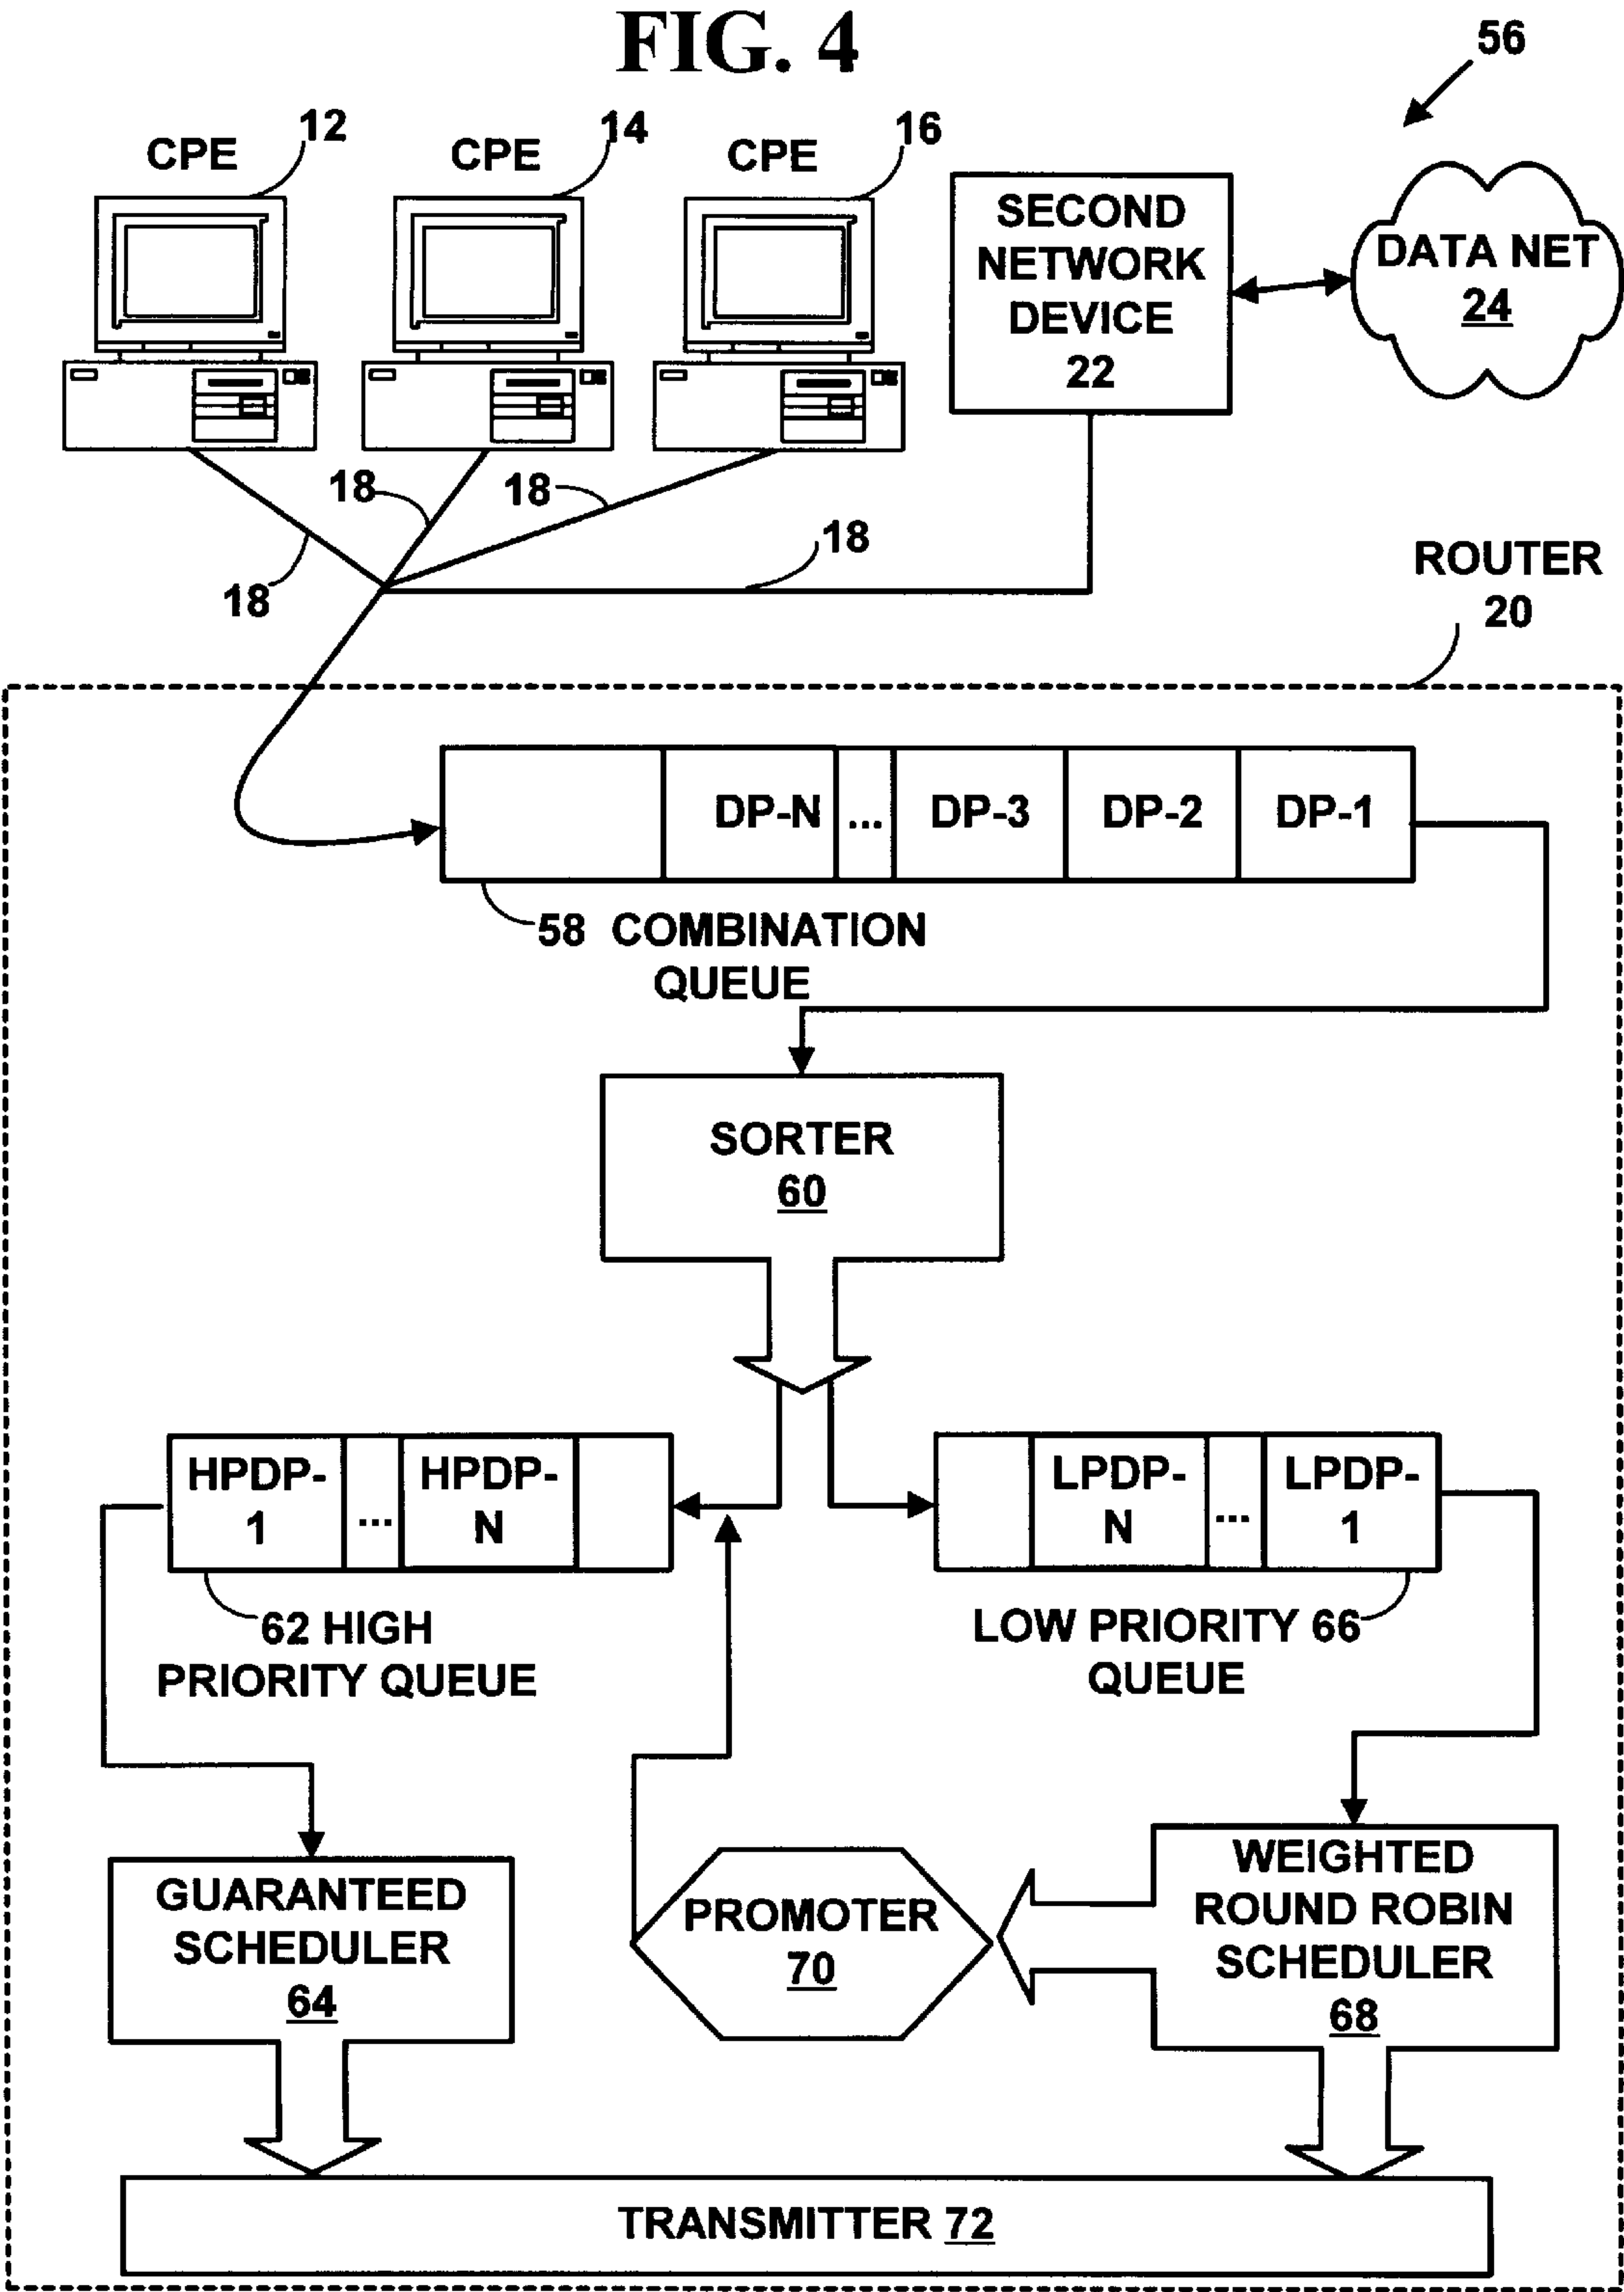 FIG. 4
56
12
14
16
CPE
CPE
CPE
SECOND
NETWORK
DEVICE
22
DATA NET
24
18
18
18
18
ROUTER
20
DP-N
...
DP-3
DP-2
DP-1
58 COMBINATION
QUEUE
SORTER
60
HPDP-
1
...
HPDP-
N
LPDP-
N
...
LPDP-
1
62 HIGH
PRIORITY QUEUE
LOW PRIORITY 66
QUEUE
GUARANTEED
SCHEDULER
64
PROMOTER
70
WEIGHTED
ROUND ROBIN
SCHEDULER
68
TRANSMITTER 72